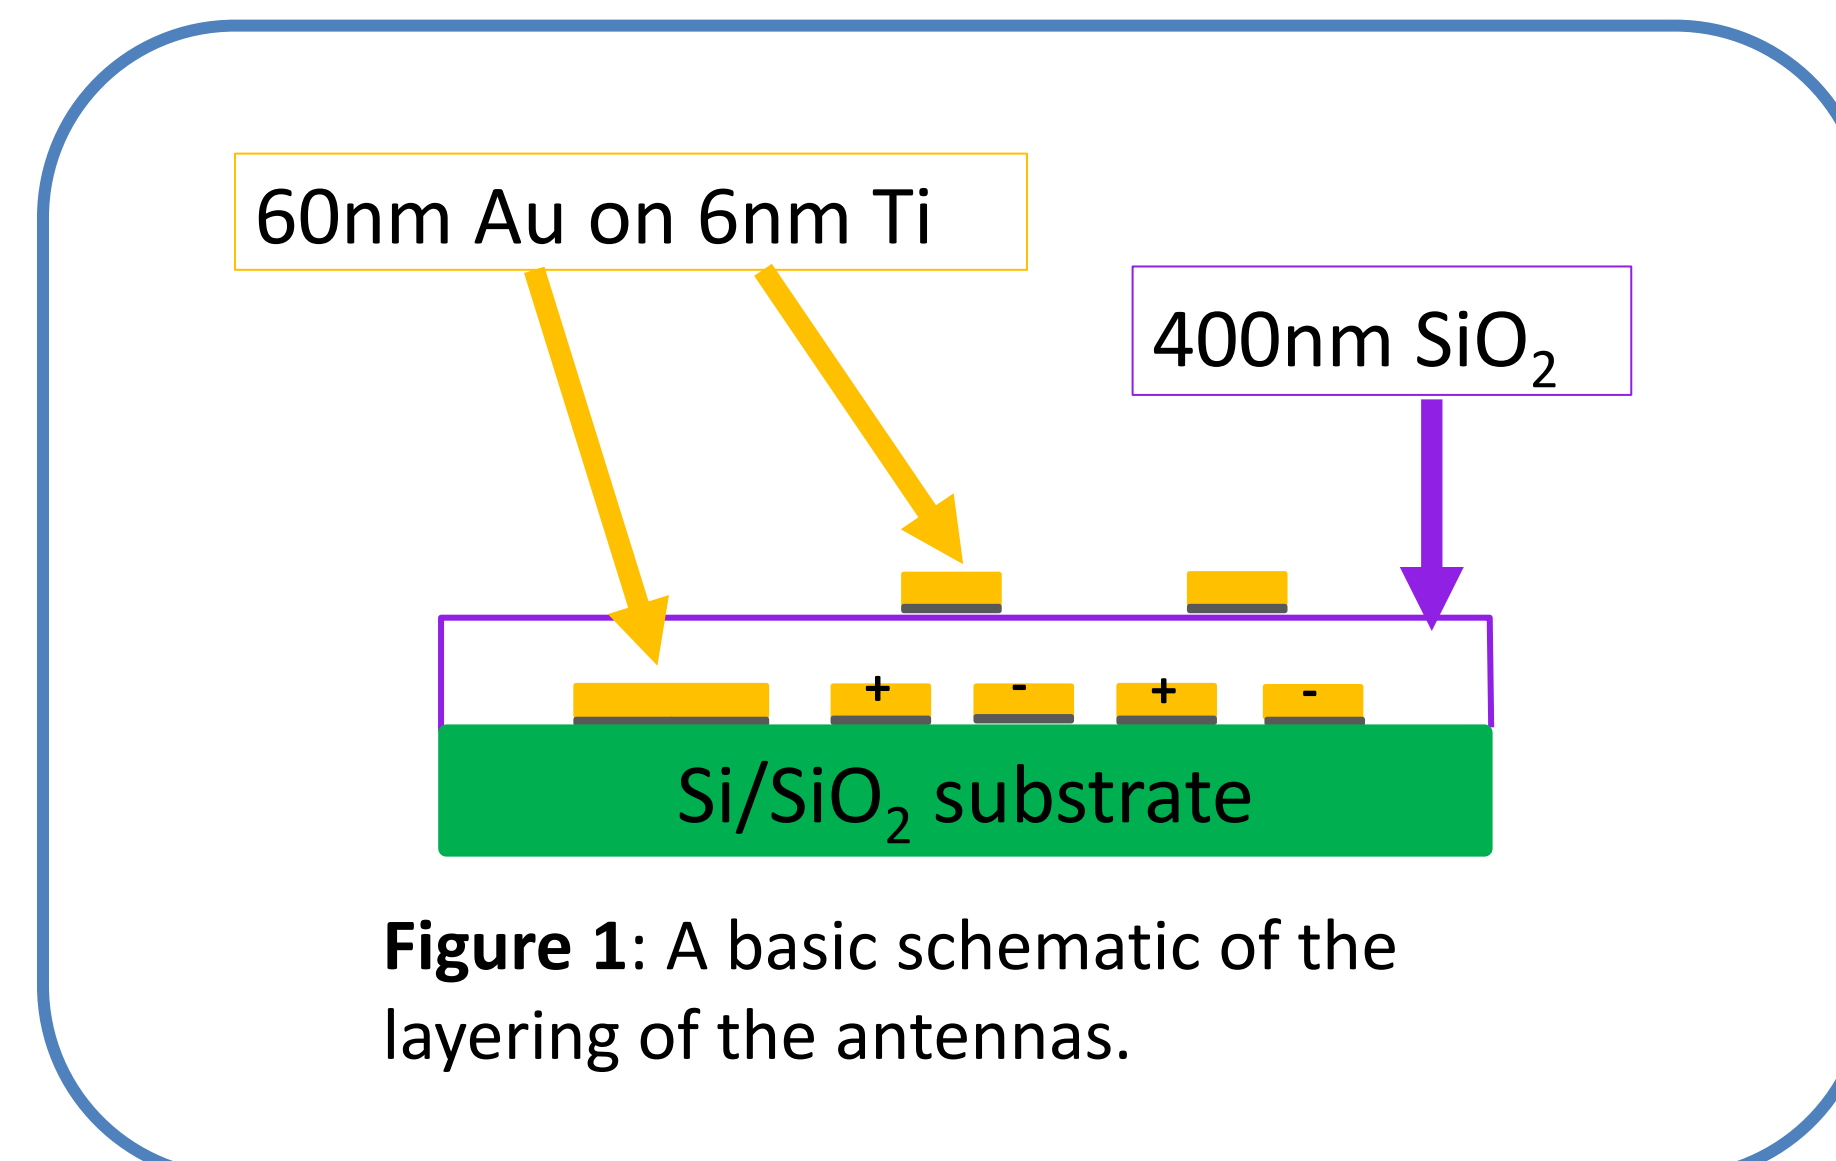 60nm Au on 6nm Ti
400nm SiO₂
+ - + -
Si/SiO₂ substrate
Figure 1: A basic schematic of the
layering of the antennas.